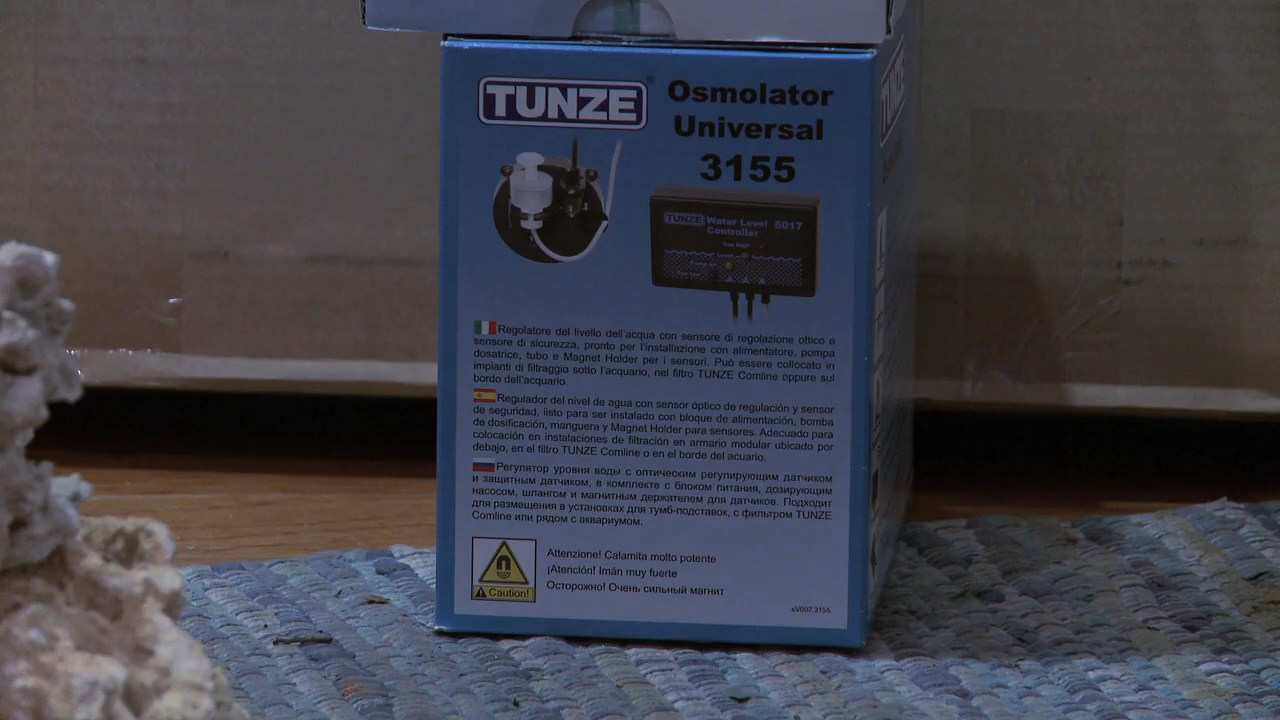 TUNZE
Osmolator
Universal
3155
TUNZE
TUNZE Water Level 5017
Controller
Too high
Regolatore del livello dell'acqua con sensore di regolazione ottico e
sensore di sicurezza, pronto per l'installazione con alimentatore, pompa
dosatrice, tubo e Magnet Holder per i sensori. Può essere collocato in
impianti di filtraggio sotto l'acquario, nel filtro TUNZE Comline oppure sul
bordo dell'acquario.
Regulador del nivel de agua con sensor óptico de regulación y sensor
de seguridad, listo para ser instalado con bloque de alimentación, bomba
de dosificación, manguera y Magnet Holder para sensores. Adecuado para
colocación en instalaciones de filtración en armario modular ubicado por
debajo, en el filtro TUNZE Comline o en el borde del acuario.
Регулятор уровня воды с оптическим регулирующим датчиком
и защитным датчиком, в комплекте с блоком питания, дозирующим
насосом, шлангом и магнитным держателем для датчиков. Подходит
для размещения в установках для тумб-подставок, с фильтром TUNZE
Comline или рядом с аквариумом.
Caution!
Attenzione! Calamita molto potente
¡Atención! Imán muy fuerte
Осторожно! Очень сильный магнит
xV007.3155